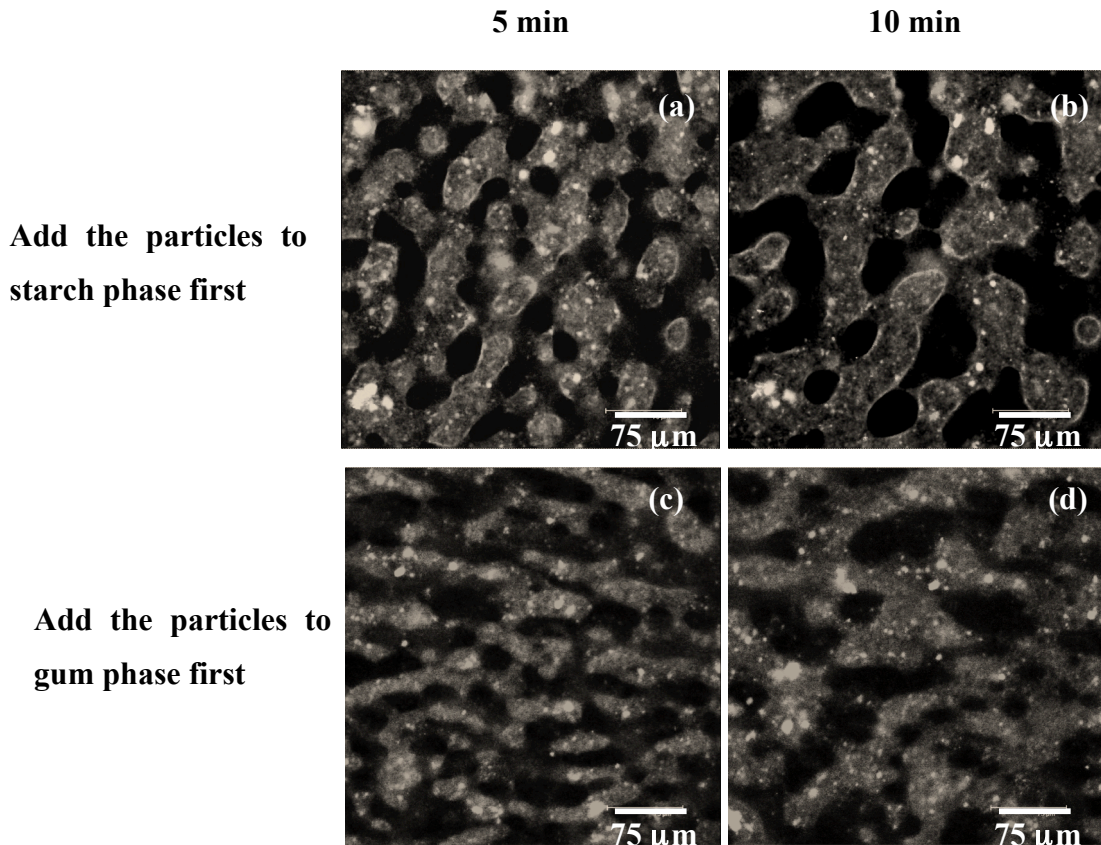 5 min
10 min
(a)
(b)
Add the particles to
starch phase first
75 μm
75 μm
(c)
(d)
Add the particles to
gum phase first
75 μm
75 μm